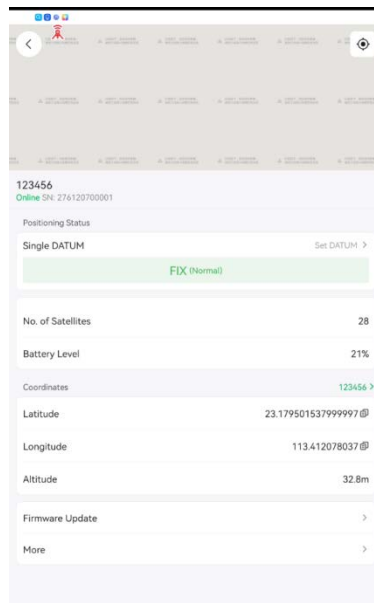 123456
Online SN: 276120700001
Positioning Status
Single DATUM Set DATUM >
FIX (Normal)
No. of Satellites 28
Battery Level 21%
Coordinates 123456 >
Latitude 23.179501537999997
Longitude 113.412078037
Altitude 32.8m
Firmware Update >
More >